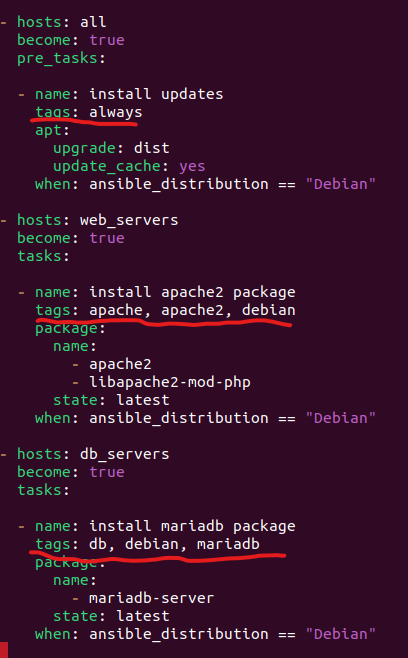 - hosts: all
  become: true
  pre_tasks:

  - name: install updates
    tags: always
    apt:
      upgrade: dist
      update_cache: yes
    when: ansible_distribution == "Debian"

- hosts: web_servers
  become: true
  tasks:

  - name: install apache2 package
    tags: apache, apache2, debian
    package:
      name:
        - apache2
        - libapache2-mod-php
      state: latest
    when: ansible_distribution == "Debian"

- hosts: db_servers
  become: true
  tasks:

  - name: install mariadb package
    tags: db, debian, mariadb
    package:
      name:
        - mariadb-server
      state: latest
    when: ansible_distribution == "Debian"